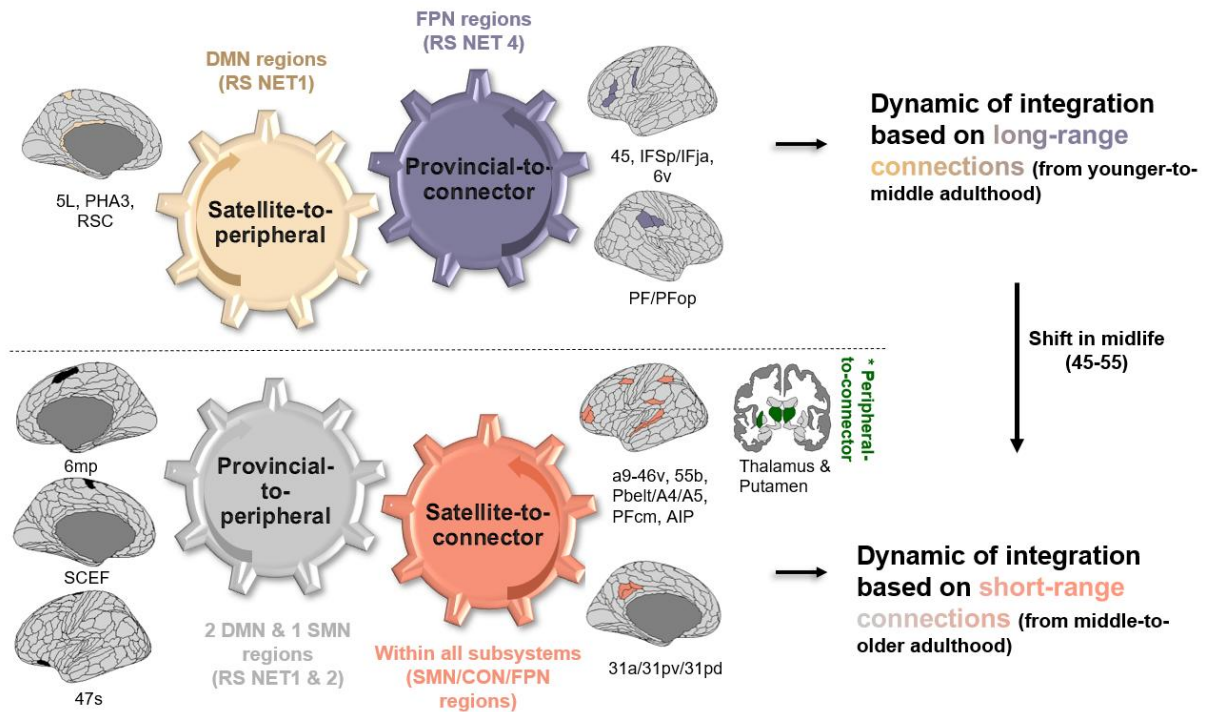 FPN regions
(RS NET 4)
DMN regions
(RS NET1)
Provincial-to-
connector
Satellite-to-
peripheral
5L, PHA3,
RSC
45, IFSp/IFja,
6v
PF/PFop
Dynamic of integration
based on long-range
connections (from younger-to-
middle adulthood)
Shift in midlife
(45-55)
6mp
SCEF
47s
Provincial-
to-
peripheral
2 DMN & 1 SMN
regions
(RS NET1 & 2)
Satellite-to-
connector
Within all subsystems
(SMN/CON/FPN
regions)
a9-46v, 55b,
Pbelt/A4/A5,
PFcm, AIP
31a/31pv/31pd
* Peripheral-
to-connector
Thalamus &
Putamen
Dynamic of integration
based on short-range
connections (from middle-to-
older adulthood)